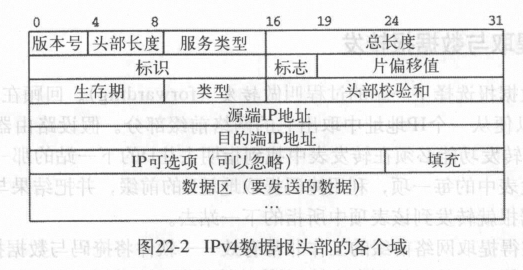 0 4 8 16 19 24 31
版本号 头部长度 服务类型 总长度
标识 标志 片偏移值
生存期 类型 头部校验和
源端IP地址
目的端IP地址
IP可选项（可以忽略） 填充
数据区（要发送的数据）
…
图22-2 IPv4数据报头部的各个域